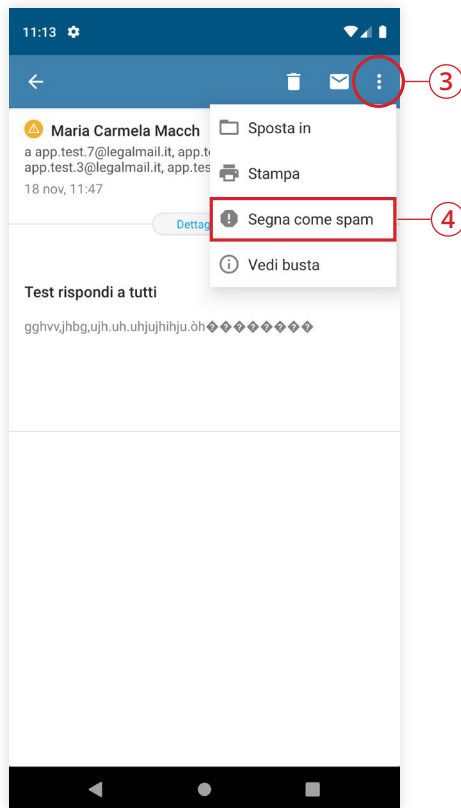 11:13
3
Maria Carmela Macch
a app.test.7@legalmail.it, app.t
app.test.3@legalmail.it, app.tes
18 nov, 11:47
Dettag
Sposta in
Stampa
Segna come spam
4
Vedi busta
Test rispondi a tutti
gghvv,jhbg,ujh.uh.uhjujhihju.òh��������